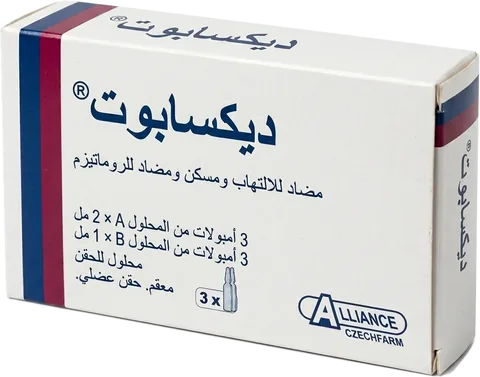 ديكسابوت®
ديكسابوت®
مضاد للالتهاب ومسكن ومضاد للروماتيزم
3 أمبولات من المحلول A × 2 مل
3 أمبولات من المحلول B × 1 مل
محلول للحقن
معقم. حقن عضلي.
3 x
ALLIANCE
CZECHFARM
ديكسابوت®